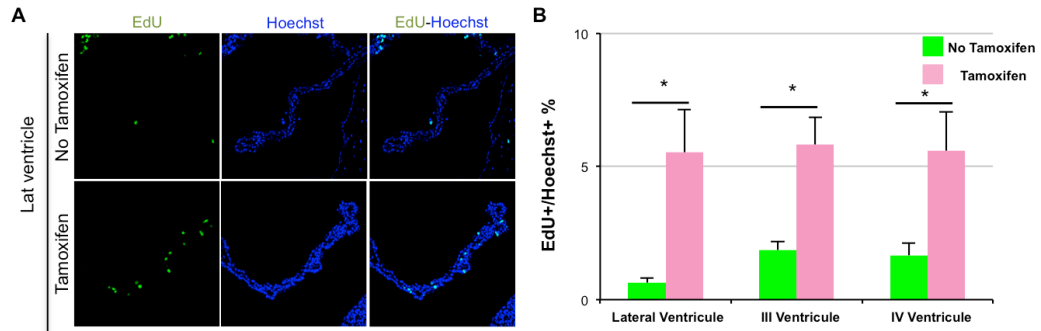 A
EdU
Hoechst
EdU-Hoechst
Lat ventricle
No Tamoxifen
Tamoxifen
B
EdU+/Hoechst+ %
10
5
0
No Tamoxifen
Tamoxifen
*
*
*
Lateral Ventricule
III Ventricule
IV Ventricule